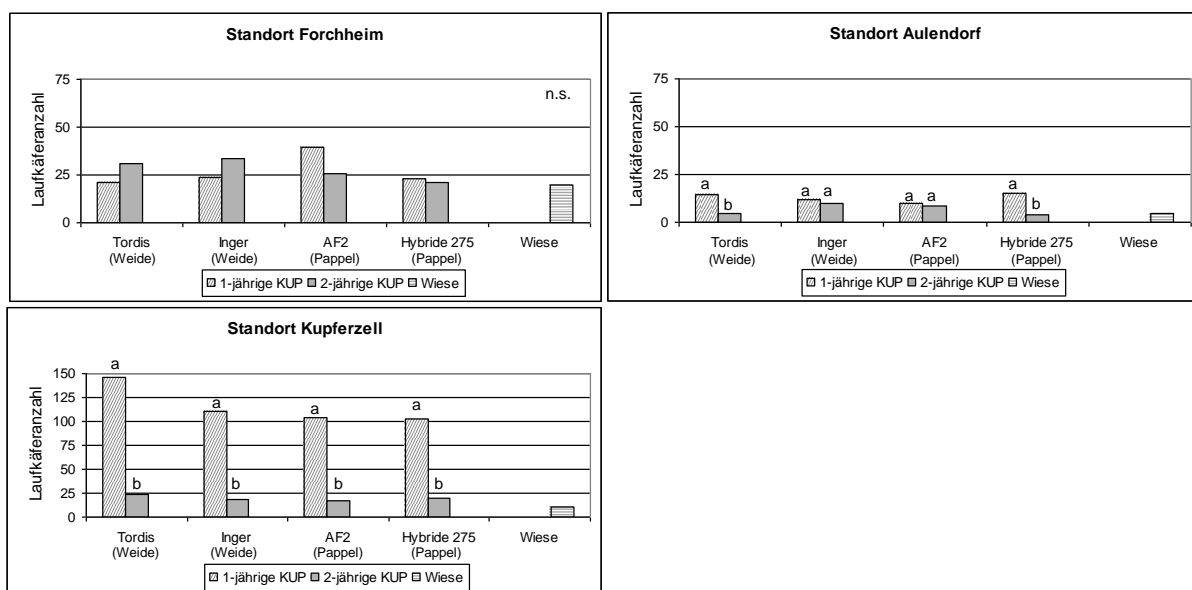 Standort Forchheim
Laufkäferanzahl
75
50
25
0
n.s.
Tordis
(Weide)
Inger
(Weide)
AF2
(Pappel)
Hybride 275
(Pappel)
Wiese
1-jährige KUP 2-jährige KUP Wiese
Standort Aulendorf
Laufkäferanzahl
75
50
25
0
a b a a a a a b
Tordis
(Weide)
Inger
(Weide)
AF2
(Pappel)
Hybride 275
(Pappel)
Wiese
1-jährige KUP 2-jährige KUP Wiese
Standort Kupferzell
Laufkäferanzahl
150
125
100
75
50
25
0
a b a b a b a b
Tordis
(Weide)
Inger
(Weide)
AF2
(Pappel)
Hybride 275
(Pappel)
Wiese
1-jährige KUP 2-jährige KUP Wiese